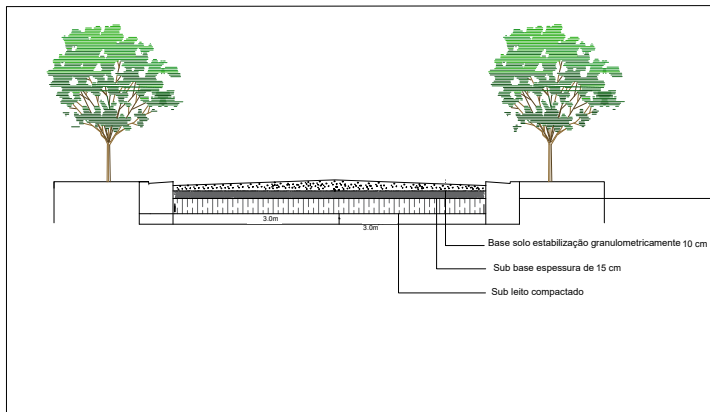 3.0m
3.0m
Base solo estabilização granulometricamente 10 cm
Sub base espessura de 15 cm
Sub leito compactado